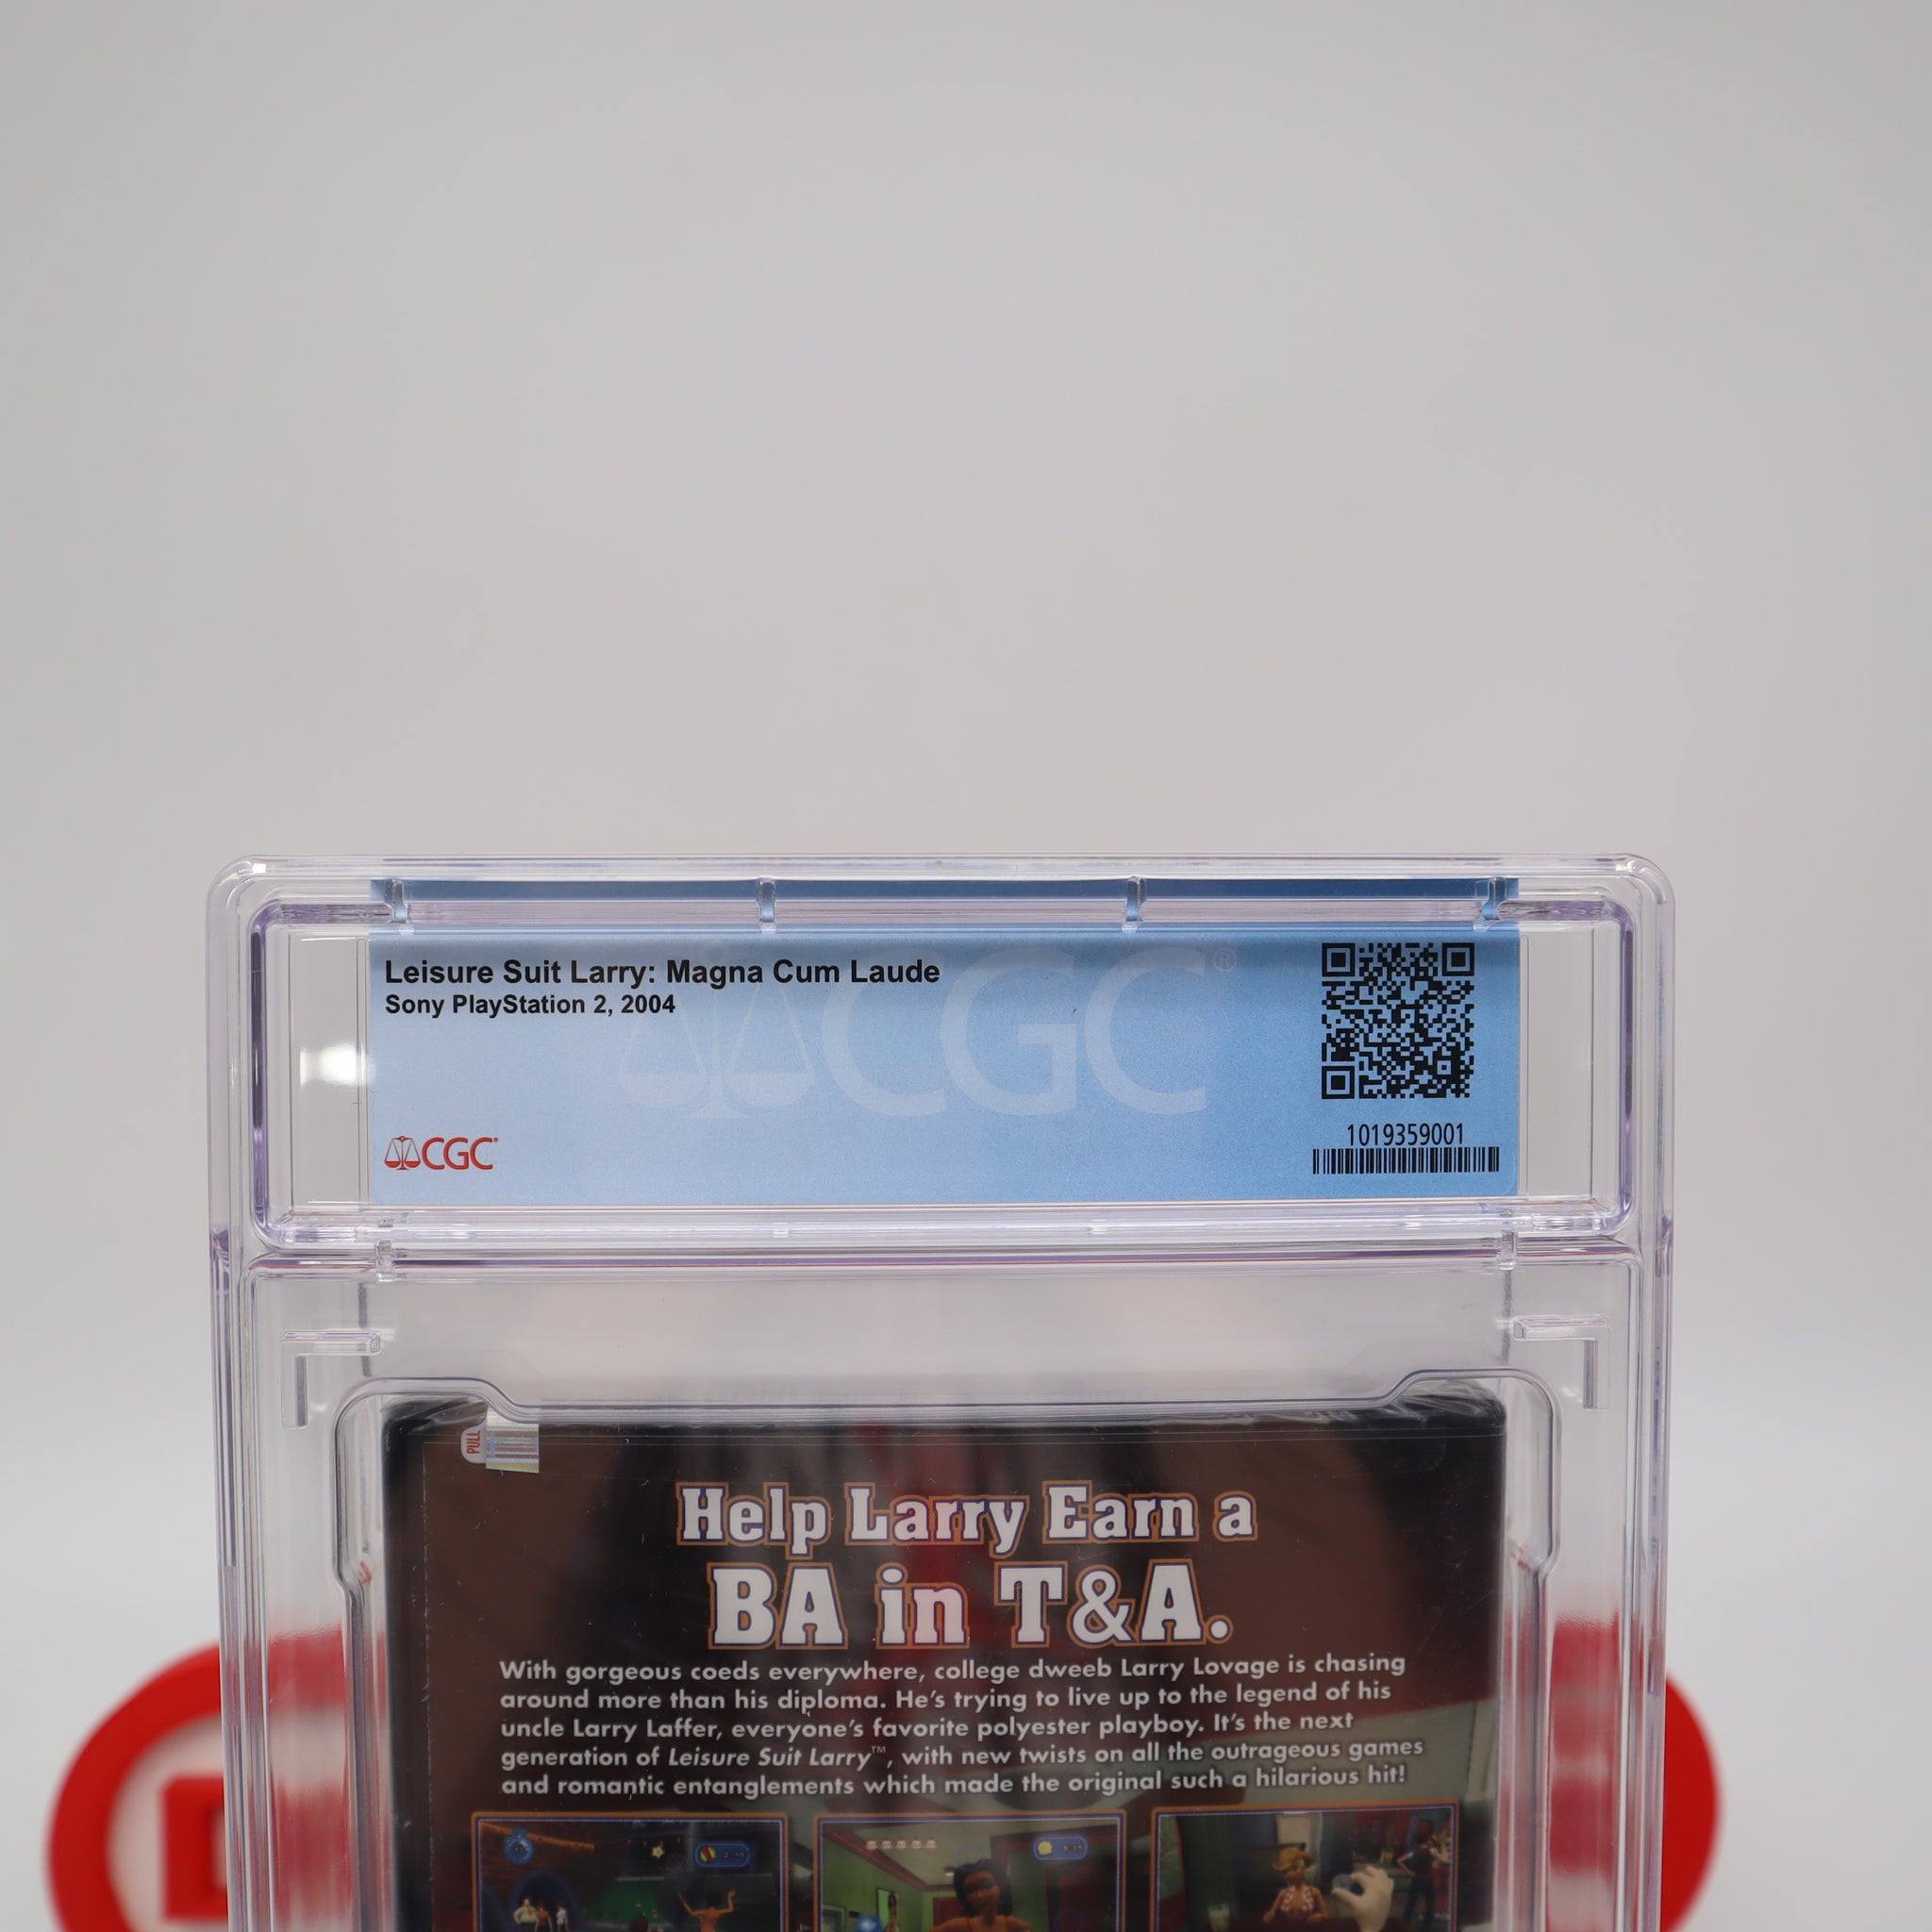 Leisure Suit Larry: Magna Cum Laude
Sony PlayStation 2, 2004
CGC®
CGC®
1019359001
PULL
Help Larry Earn a
BA in T&A.
With gorgeous coeds everywhere, college dweeb Larry Lovage is chasing
around more than his diploma. He's trying to live up to the legend of his
uncle Larry Laffer, everyone's favorite polyester playboy. It's the next
generation of Leisure Suit Larry™, with new twists on all the outrageous games
and romantic entanglements which made the original such a hilarious hit!